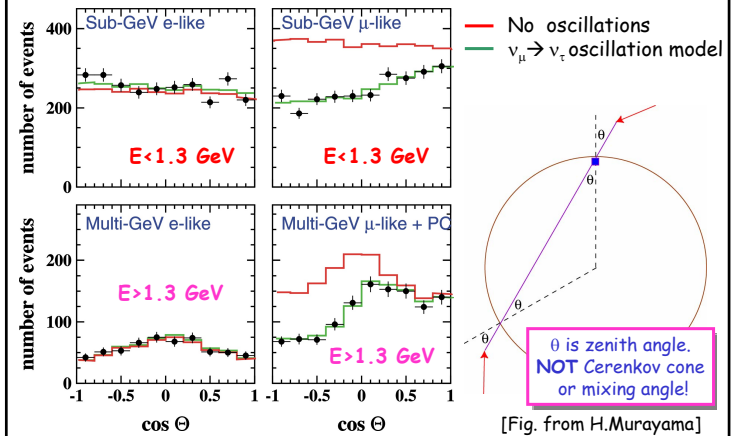 Sub-GeV e-like
Sub-GeV μ-like
400
200
0
number of events
E<1.3 GeV
E<1.3 GeV
Multi-GeV e-like
Multi-GeV μ-like + PC
200
150
75
0
number of events
E>1.3 GeV
E>1.3 GeV
-1 -0.5 0 0.5 1
-1 -0.5 0 0.5 1
cos Θ
cos Θ
No oscillations
νμ→ ντ oscillation model
θ
θ
θ
θ
θ is zenith angle.
NOT Cerenkov cone
or mixing angle!
[Fig. from H.Murayama]